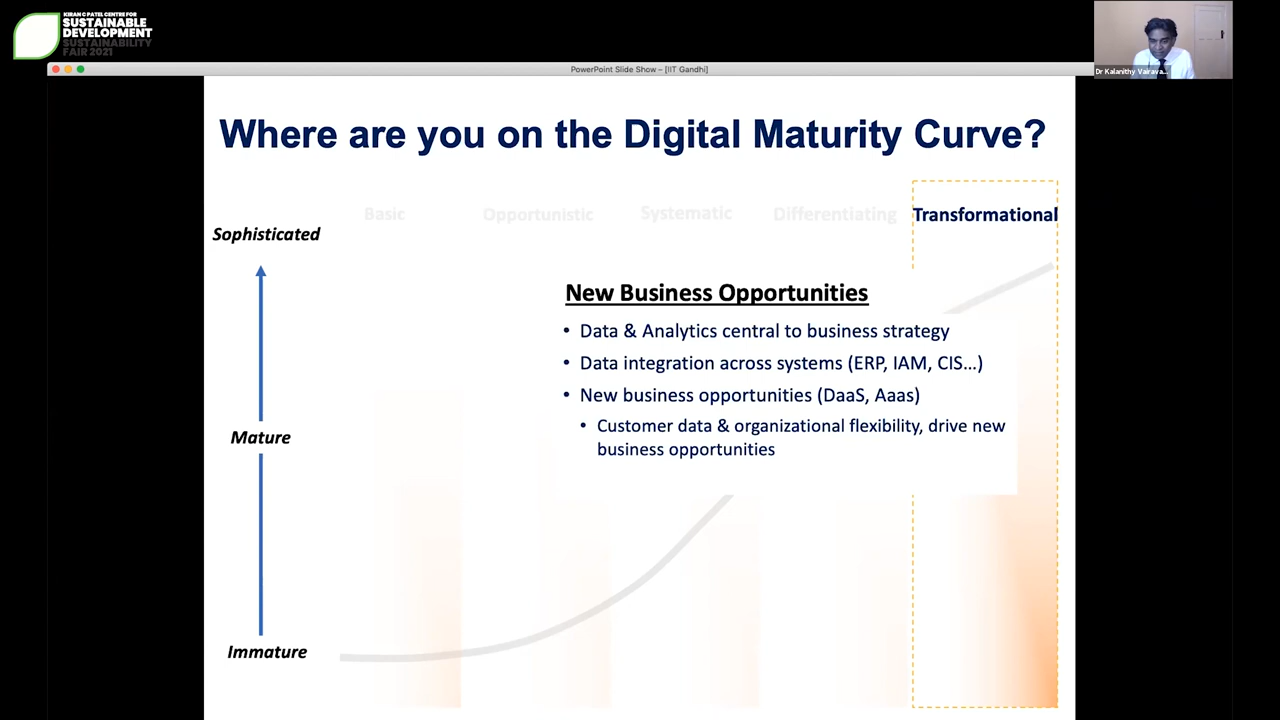 KIRAN C PATEL CENTRE FOR
SUSTAINABLE
DEVELOPMENT
SUSTAINABILITY
FAIR 2021
PowerPoint Slide Show – [IIT Gandhi]
Dr Kalanithy Vairava...
Where are you on the Digital Maturity Curve?
Basic
Opportunistic
Systematic
Differentiating
Transformational
Sophisticated
New Business Opportunities
• Data & Analytics central to business strategy
• Data integration across systems (ERP, IAM, CIS...)
• New business opportunities (DaaS, Aaas)
• Customer data & organizational flexibility, drive new
business opportunities
Mature
Immature